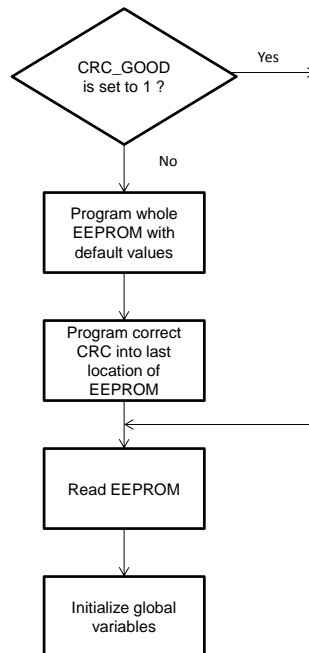 CRC_GOOD
is set to 1 ?
Yes
No
Program whole
EEPROM with
default values
Program correct
CRC into last
location of
EEPROM
Read EEPROM
Initialize global
variables